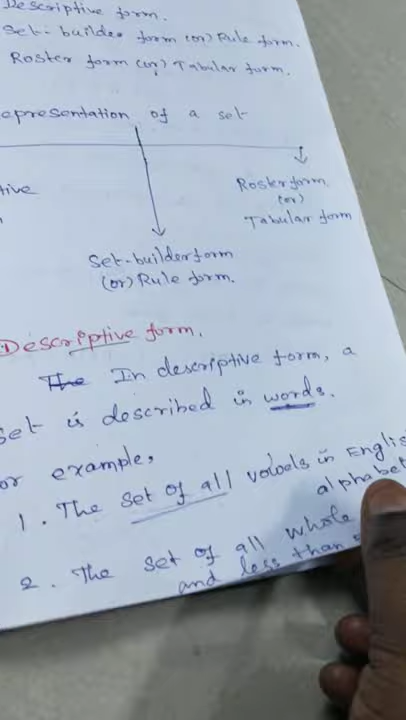 Descriptive form.
Set-builder form (or) Rule form.
Roster form (or) Tabular form.
epresentation of a set
tive
Roster form
(or)
Tabular form
Set-builder form
(or) Rule form.
Descriptive form.
The In descriptive form, a
set is described in words.
or example,
1. The set of all voloels in Englis
alphabet
2. The set of all whole
and less than